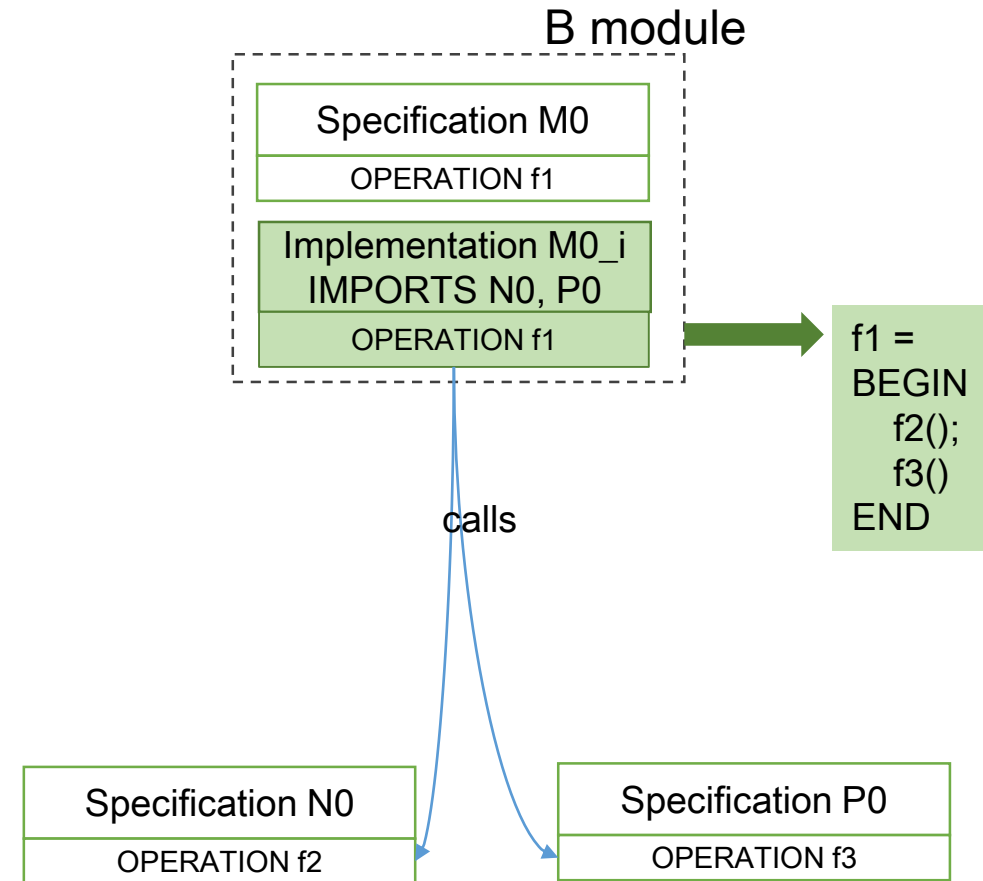 B module
Specification M0
OPERATION f1
Implementation M0_i
IMPORTS N0, P0
OPERATION f1
f1 =
BEGIN
f2();
f3()
END
calls
Specification N0
OPERATION f2
Specification P0
OPERATION f3